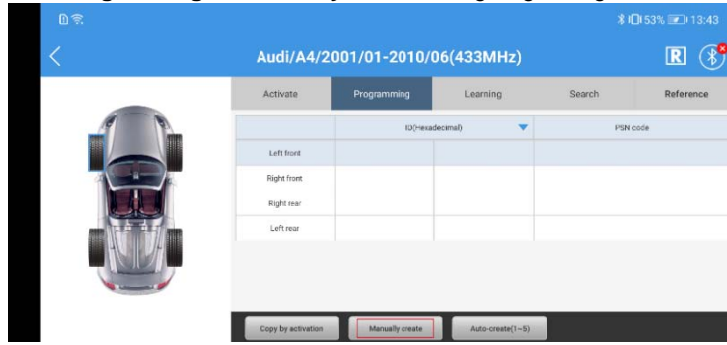 53% 13:43
Audi/A4/2001/01-2010/06(433MHz)
R
Activate Programming Learning Search Reference
ID(Hexadecimal) PSN code
Left front
Right front
Right rear
Left rear
Copy by activation Manually create Auto-create(1~5)